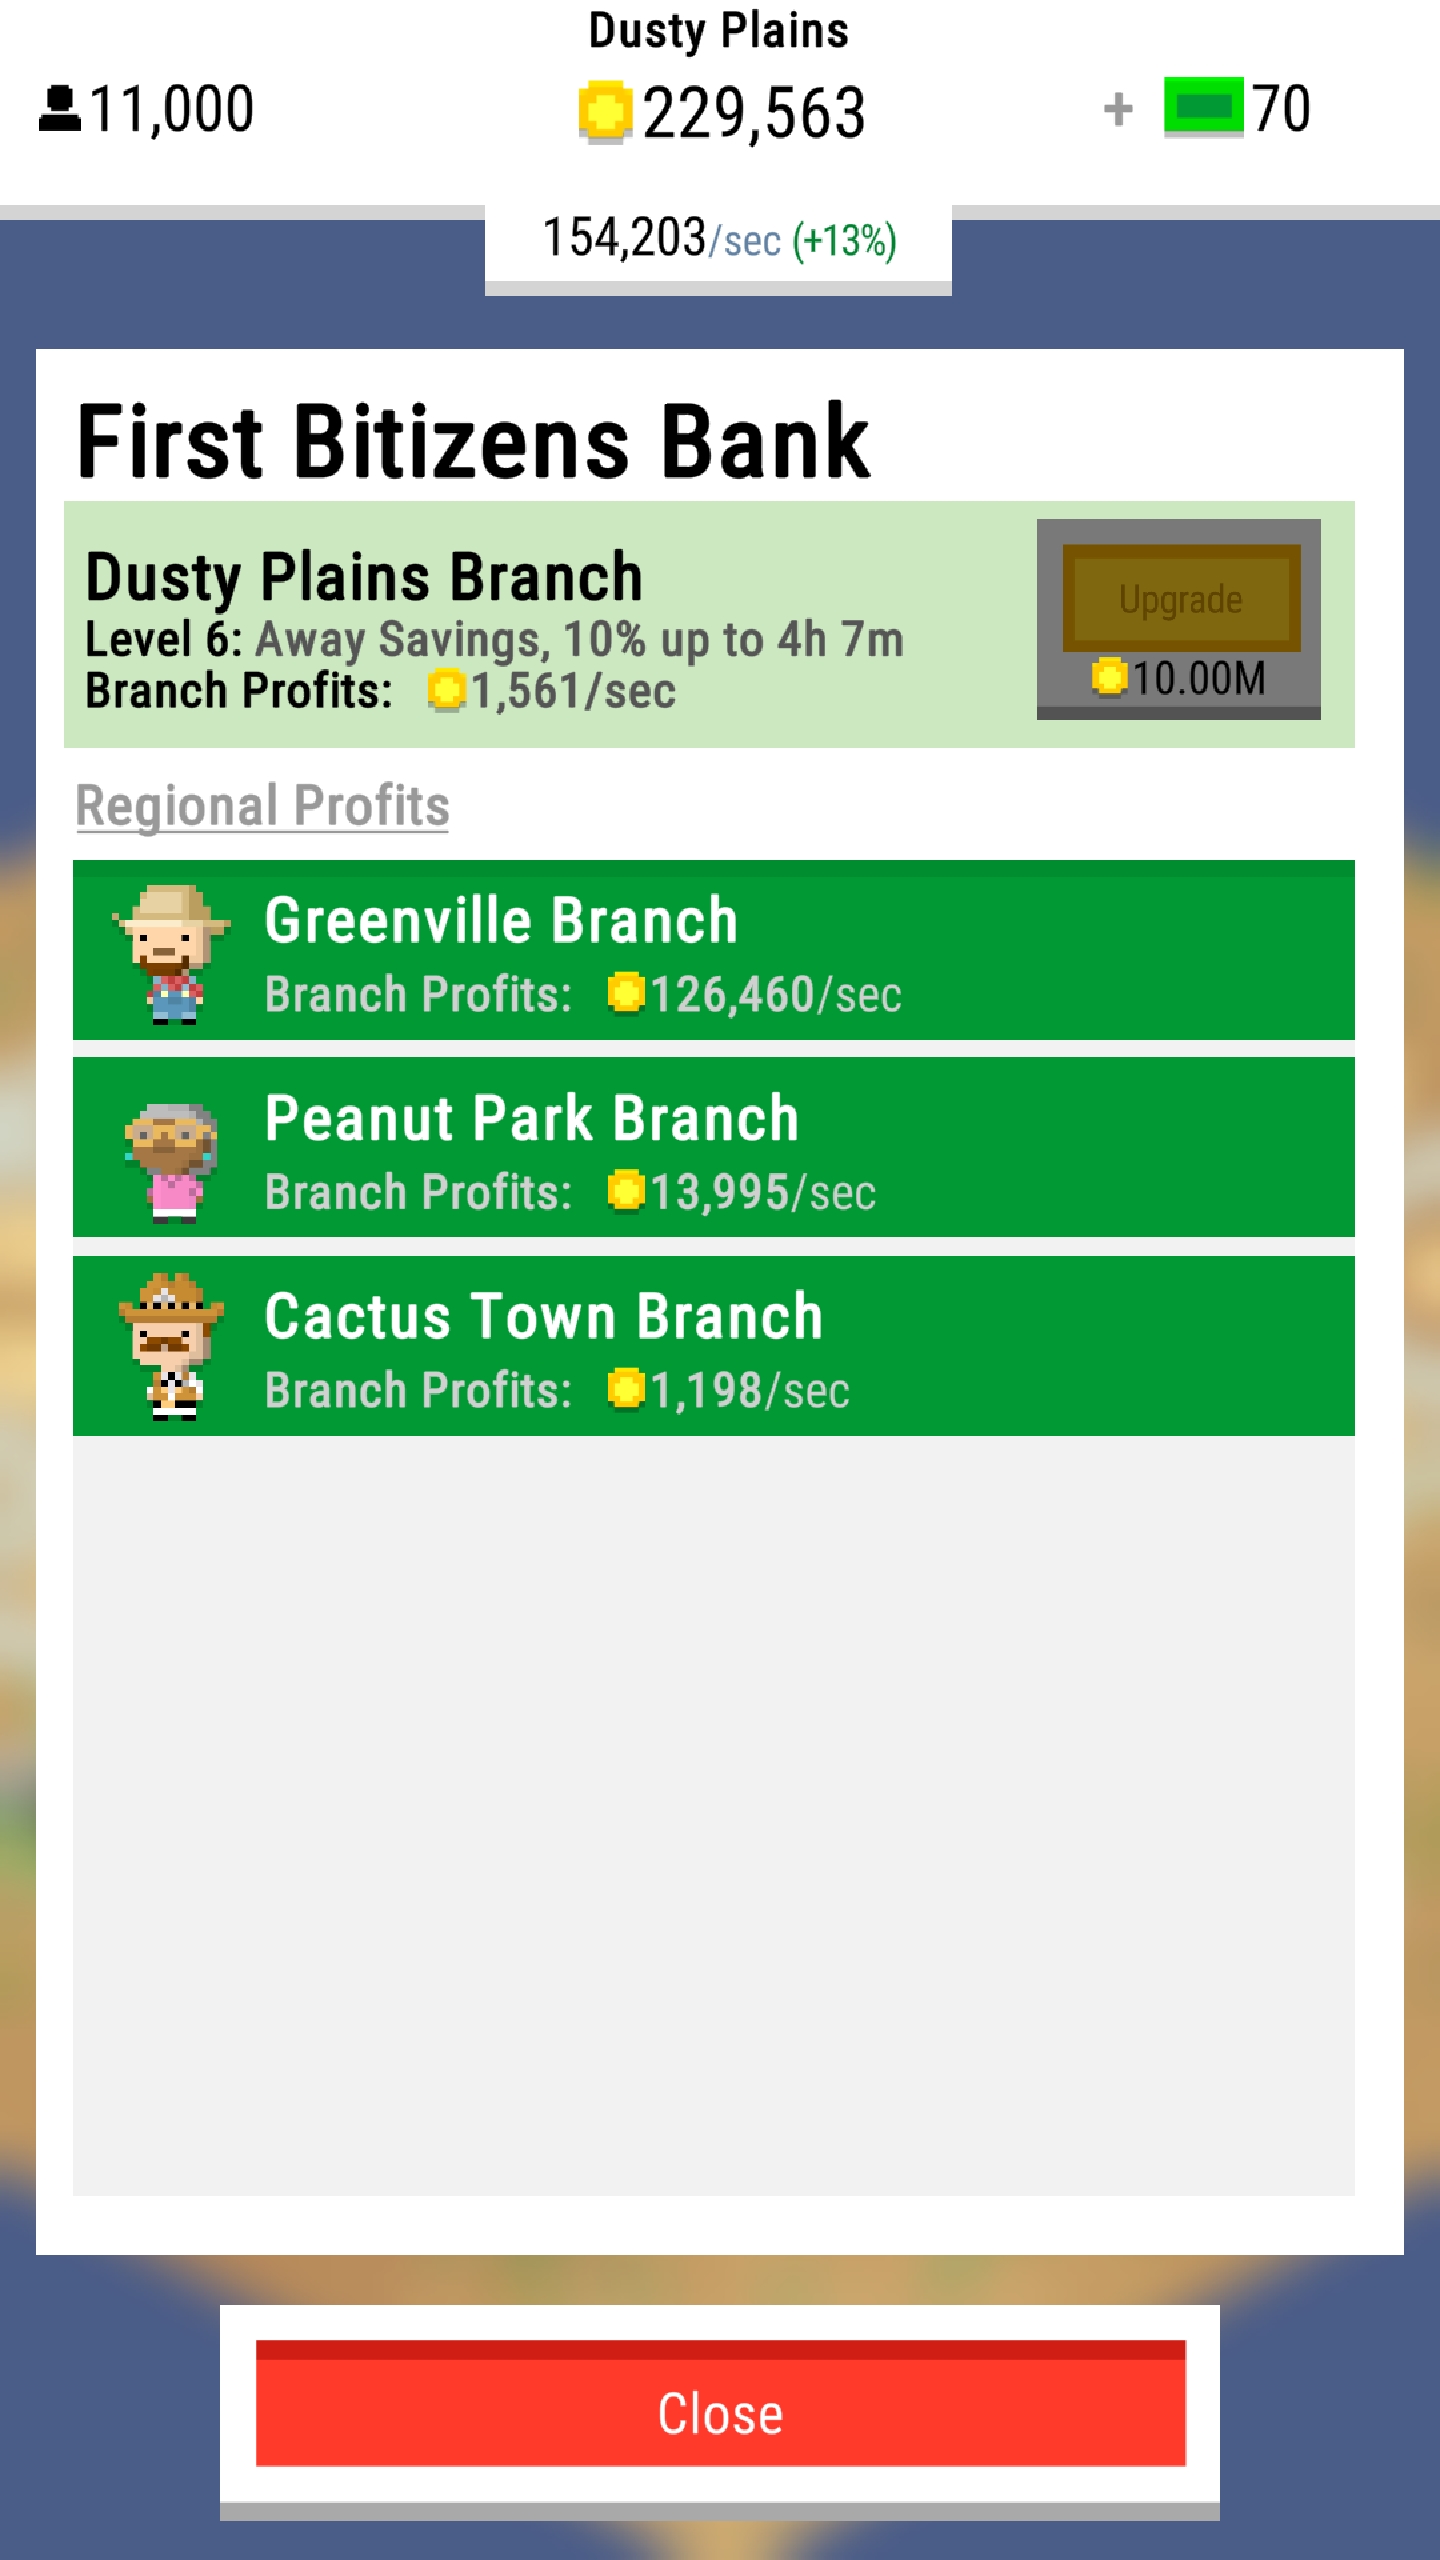 Dusty Plains
11,000
229,563
+ 70
154,203/sec (+13%)
First Bitizens Bank
Dusty Plains Branch
Level 6: Away Savings, 10% up to 4h 7m
Branch Profits: 1,561/sec
Upgrade
10.00M
Regional Profits
Greenville Branch
Branch Profits: 126,460/sec
Peanut Park Branch
Branch Profits: 13,995/sec
Cactus Town Branch
Branch Profits: 1,198/sec
Close